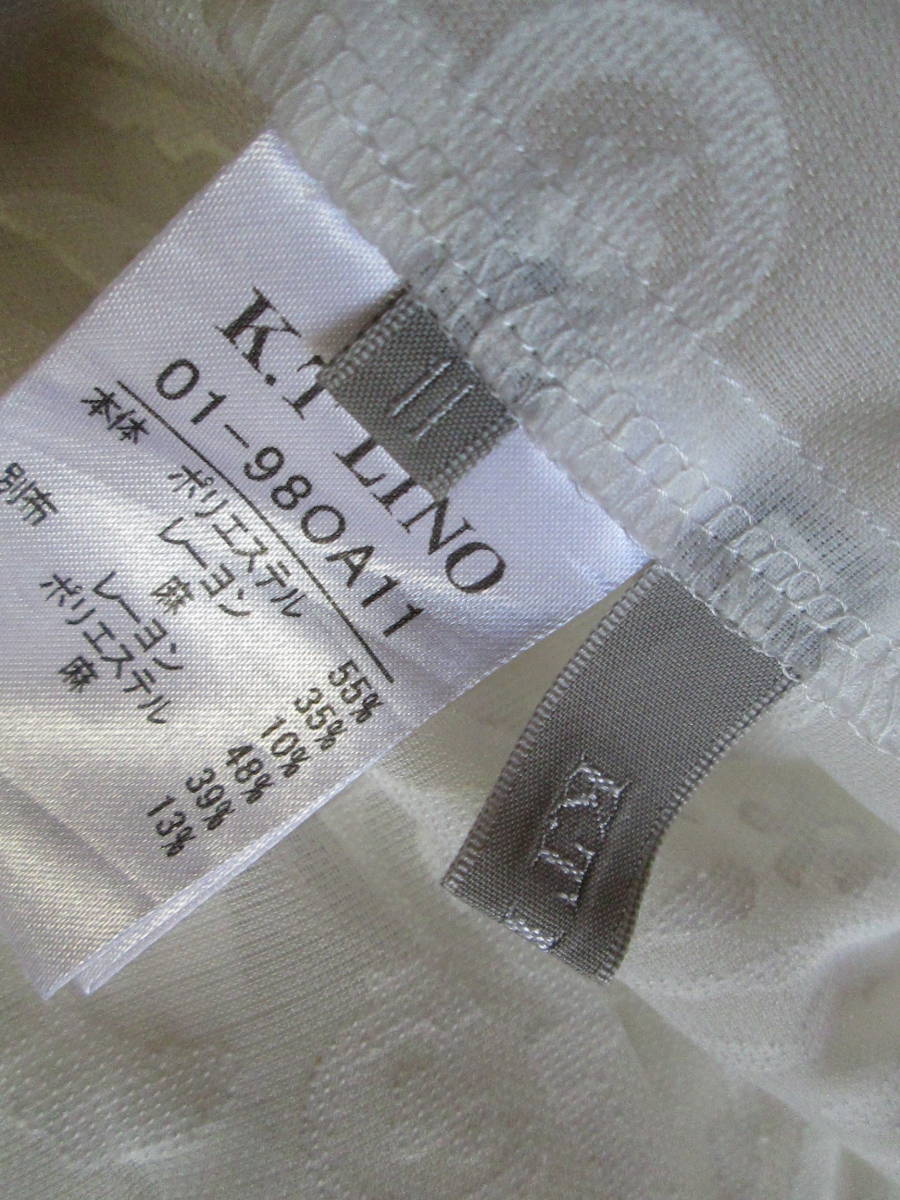 K.T LINO
01-980A11
本体 ポリエステル 55%
レーヨン 35%
麻 10%
別布 レーヨン 48%
ポリエステル 39%
麻 13%
11
K.T